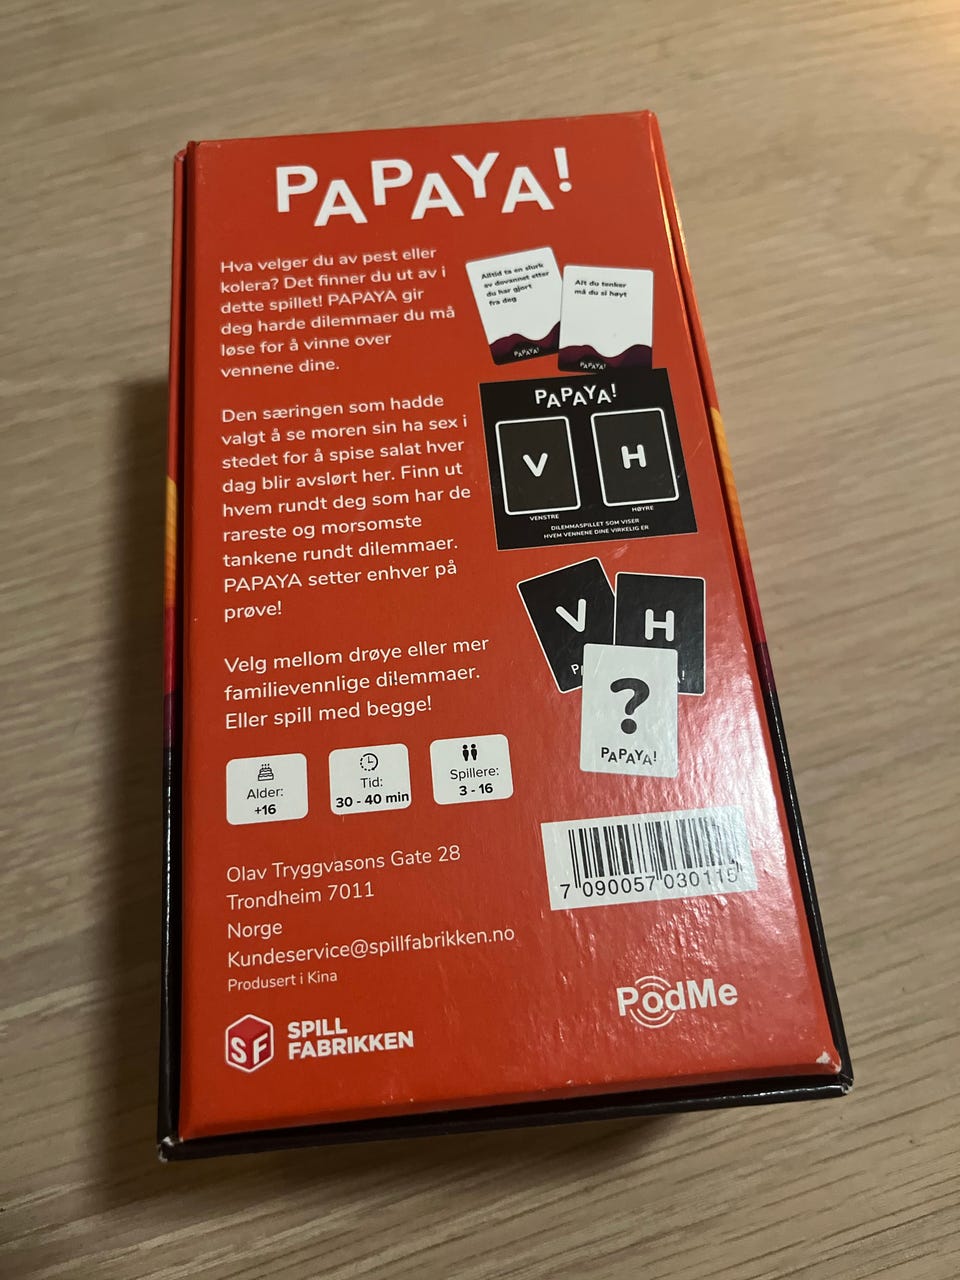 PAPAYA!
Hva velger du av pest eller
kolera? Det finner du ut av i
dette spillet! PAPAYA gir
deg harde dilemmaer du må
løse for å vinne over
vennene dine.
Den særingen som hadde
valgt å se moren sin ha sex i
stedet for å spise salat hver
dag blir avslørt her. Finn ut
hvem rundt deg som har de
rareste og morsomste
tankene rundt dilemmaer.
PAPAYA setter enhver på
prøve!
Velg mellom drøye eller mer
familievennlige dilemmaer.
Eller spill med begge!
Alltid ta en slurk
av dovannet etter
du har gjort
fra deg
PAPAYA!
Alt du tenker
må du si høyt
PAPAYA!
PAPAYA!
V
H
VENSTRE
HØYRE
DILEMMASPILLET SOM VISER
HVEM VENNENE DINE VIRKELIG ER
V
H
?
PAPAYA!
Alder:
+16
Tid:
30 - 40 min
Spillere:
3 - 16
Olav Tryggvasons Gate 28
Trondheim 7011
Norge
Kundeservice@spillfabrikken.no
Produsert i Kina
7 090057 030115
SF
SPILL
FABRIKKEN
PodMe